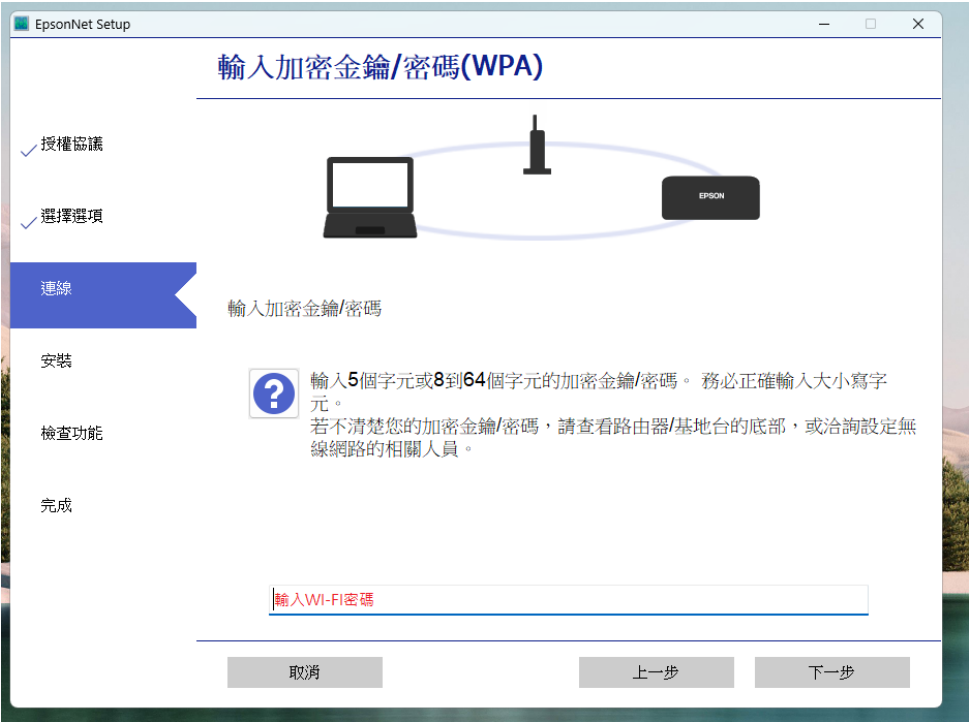 EpsonNet Setup
輸入加密金鑰/密碼(WPA)
授權協議
選擇選項
連線
安裝
檢查功能
完成
EPSON
輸入加密金鑰/密碼
輸入5個字元或8到64個字元的加密金鑰/密碼。 務必正確輸入大小寫字
元。
若不清楚您的加密金鑰/密碼，請查看路由器/基地台的底部，或洽詢設定無
線網路的相關人員。
輸入WI-FI密碼
取消
上一步
下一步